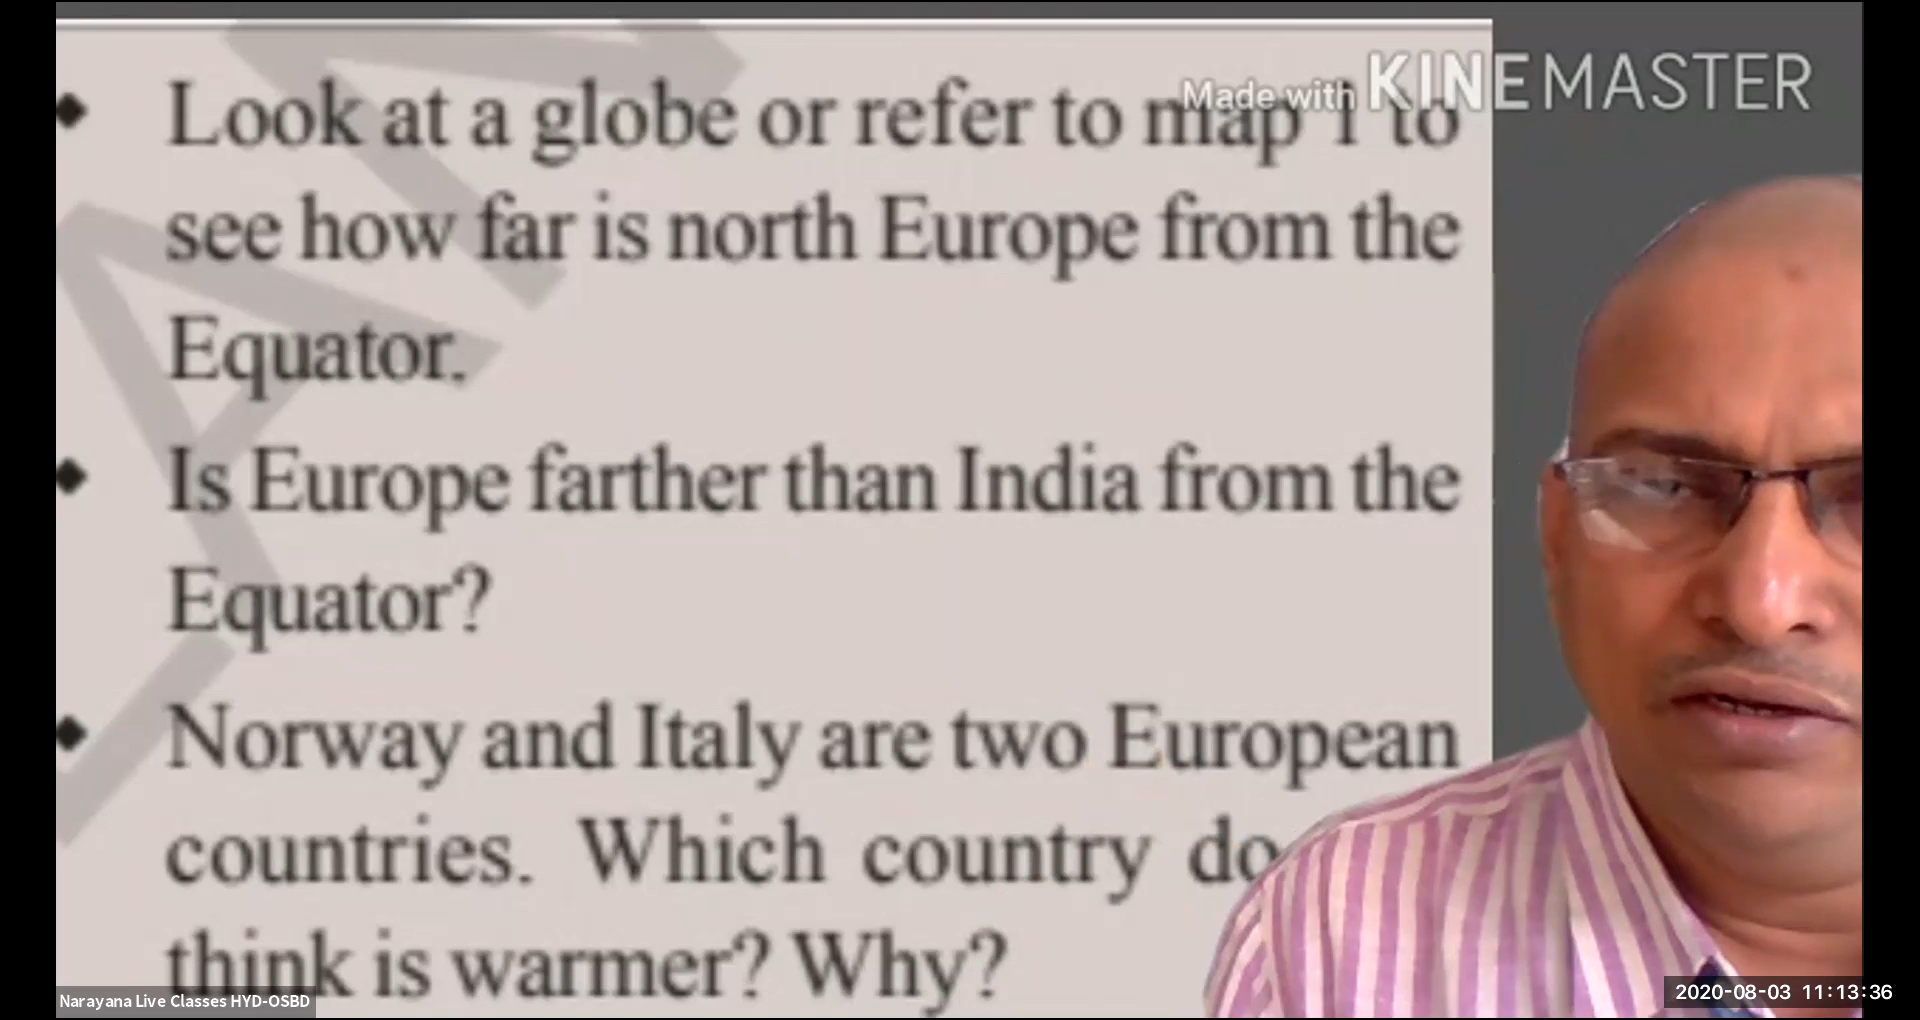 Made with KINEMASTER
Look at a globe or refer to map 1 to
see how far is north Europe from the
Equator.
Is Europe farther than India from the
Equator?
Norway and Italy are two European
countries. Which country do
think is warmer? Why?
Narayana Live Classes HYD-OSBD
2020-08-03 11:13:36